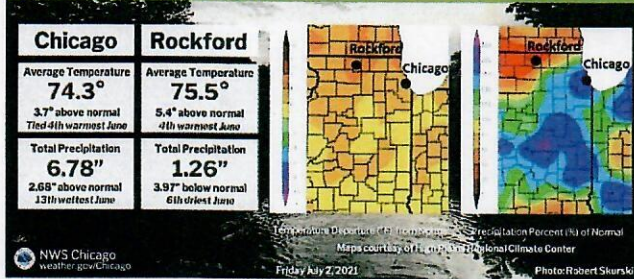 Chicago
Average Temperature
74.3°
3.7° above normal
Tied 4th warmest June
Total Precipitation
6.78"
2.68" above normal
13th wettest June
Rockford
Average Temperature
75.5°
5.4° above normal
4th warmest June
Total Precipitation
1.26"
3.97" below normal
6th driest June
Rockford
Chicago
Rockford
Chicago
Temperature Departure (°F) from Normal
Precipitation Percent (%) of Normal
Maps courtesy of High Plains Regional Climate Center
NWS Chicago
weather.gov/Chicago
Friday July 2, 2021
Photo: Robert Skurski